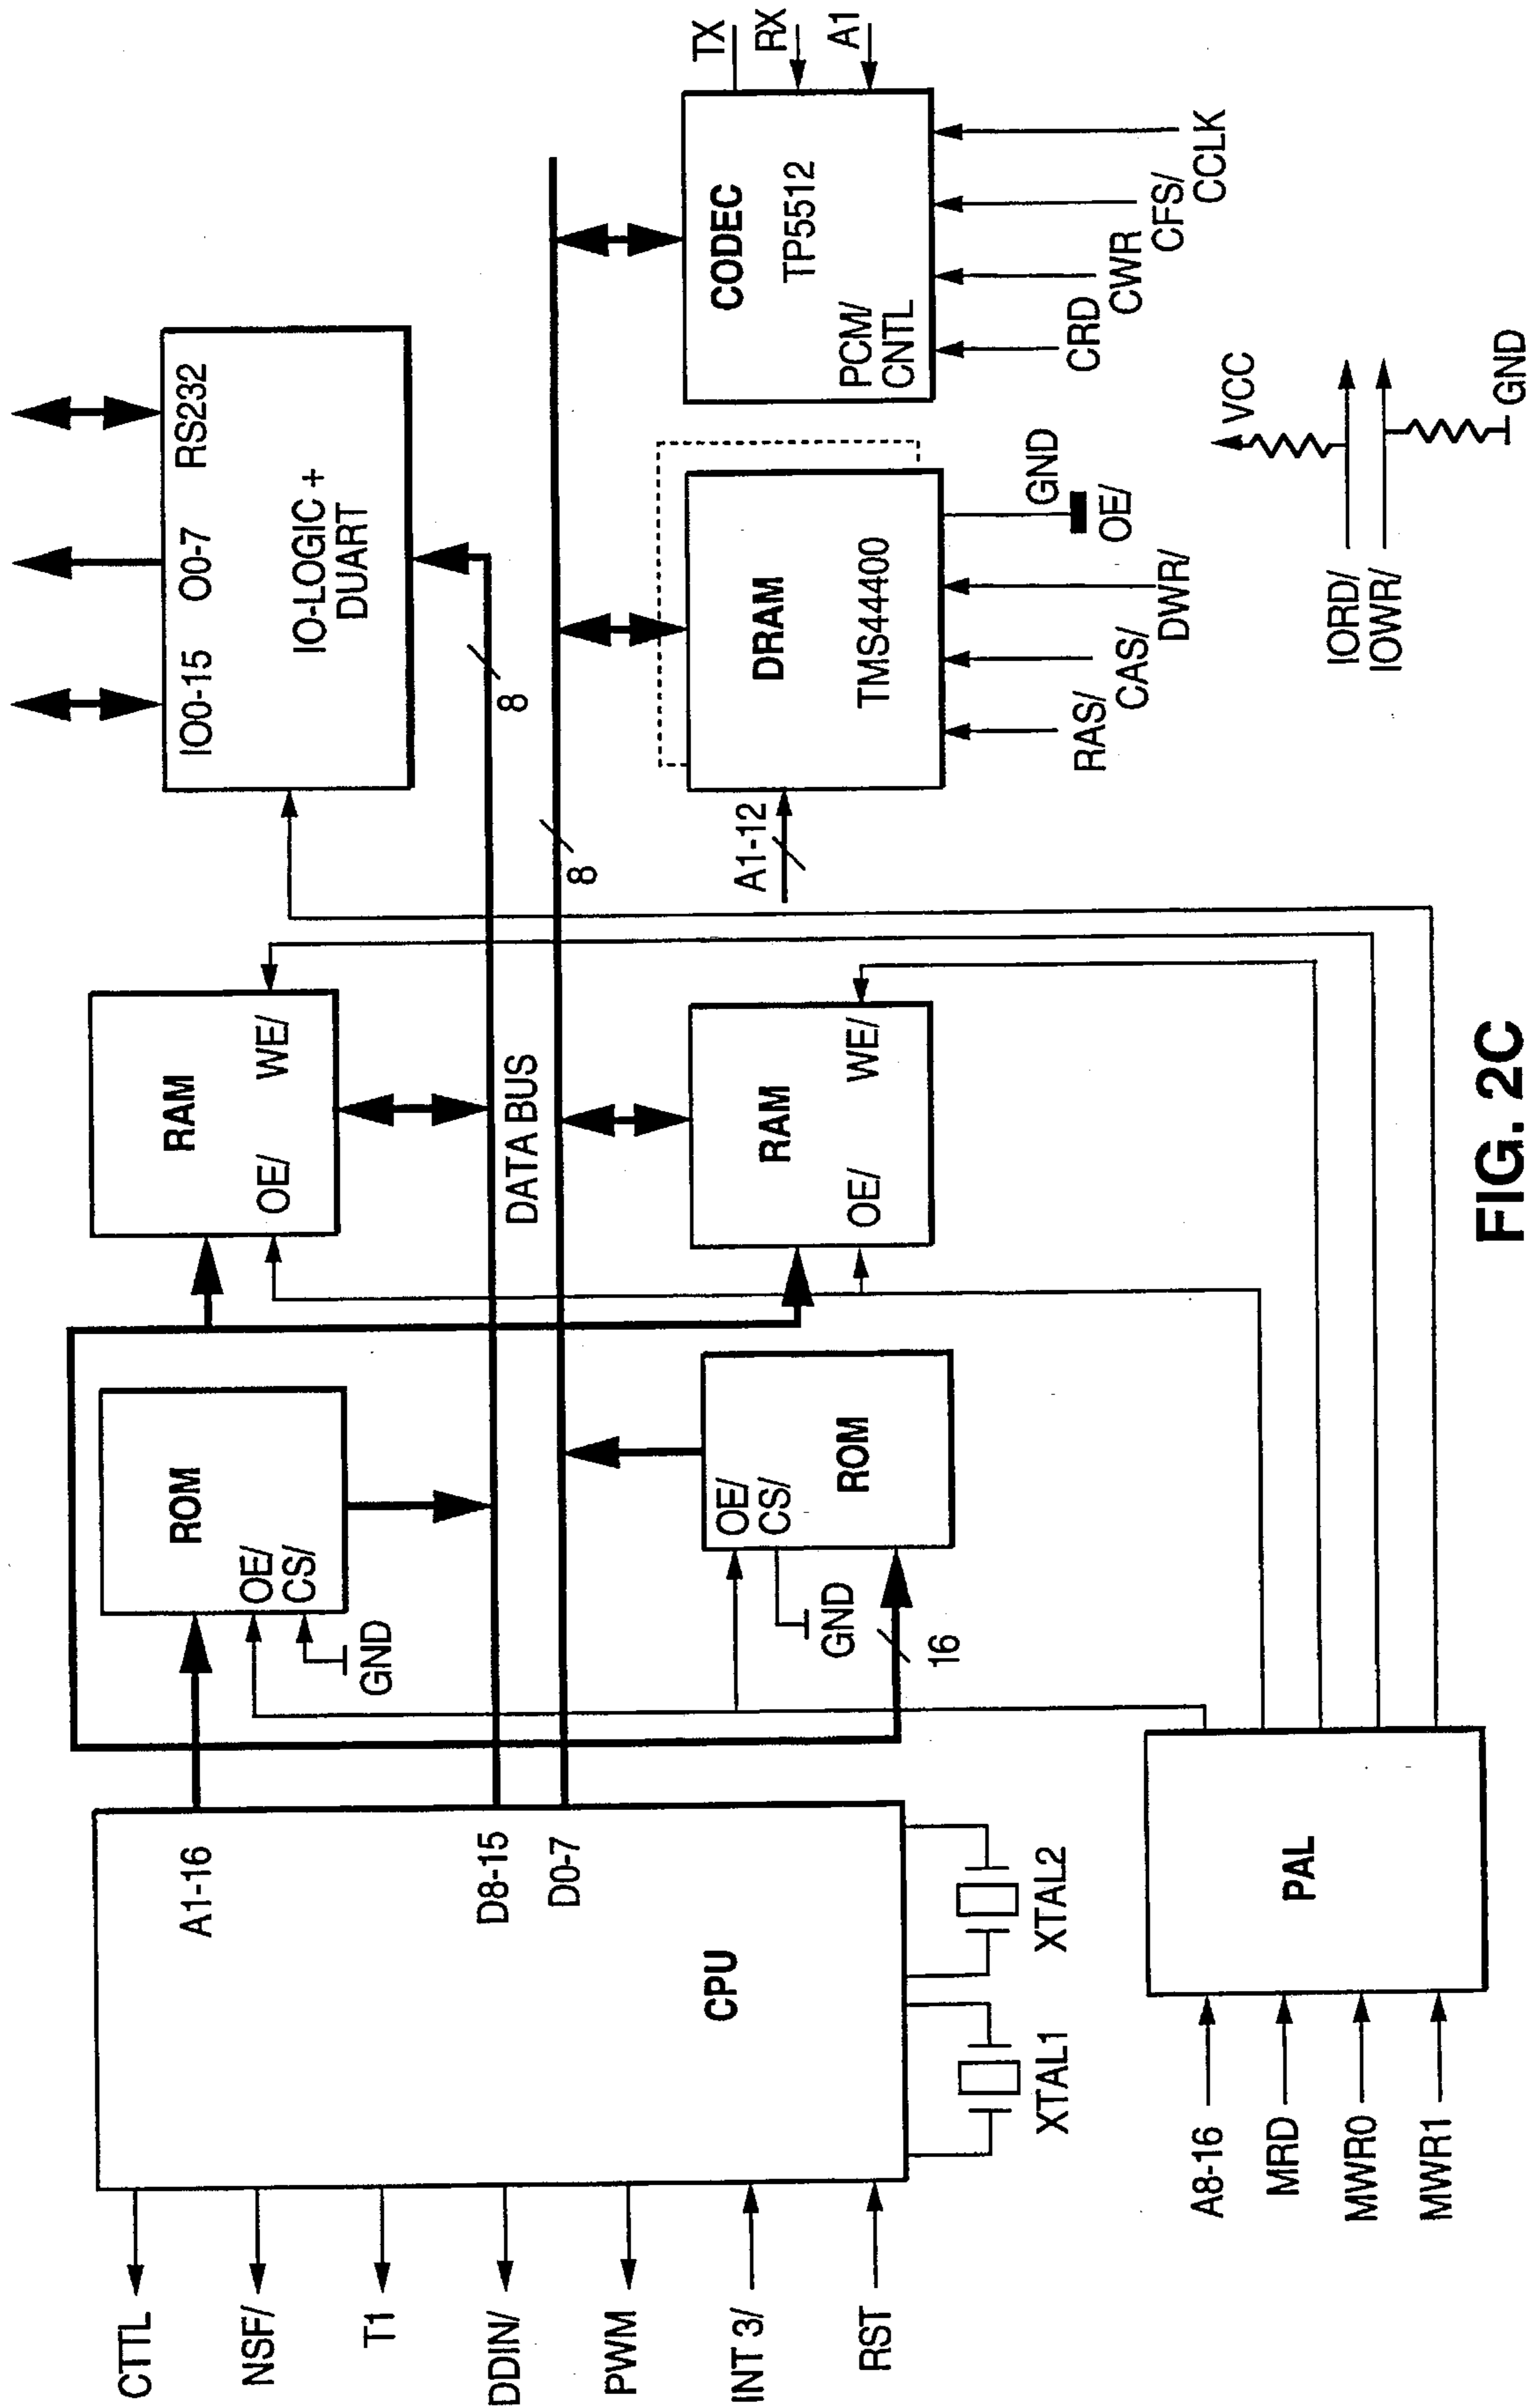 CTTL
NSF/
T1
DDIN/
PWM
INT 3/
RST
A1-16
D8-15
D0-7
CPU
XTAL1
XTAL2
ROM
OE/
CS/
GND
OE/
CS/
ROM
GND
16
RAM
OE/
WE/
DATA BUS
RAM
OE/
WE/
IO0-15
O0-7
RS232
IO-LOGIC +
DUART
8
8
A1-12
DRAM
TMS44400
RAS/
CAS/
DWR/
OE/
GND
CODEC
TP5512
PCM/
CNTL
TX
RX
A1
CRD
CWR
CFS/
CCLK
A8-16
MRD
MWR0
MWR1
PAL
IORD/
IOWR/
VCC
GND
FIG. 2C